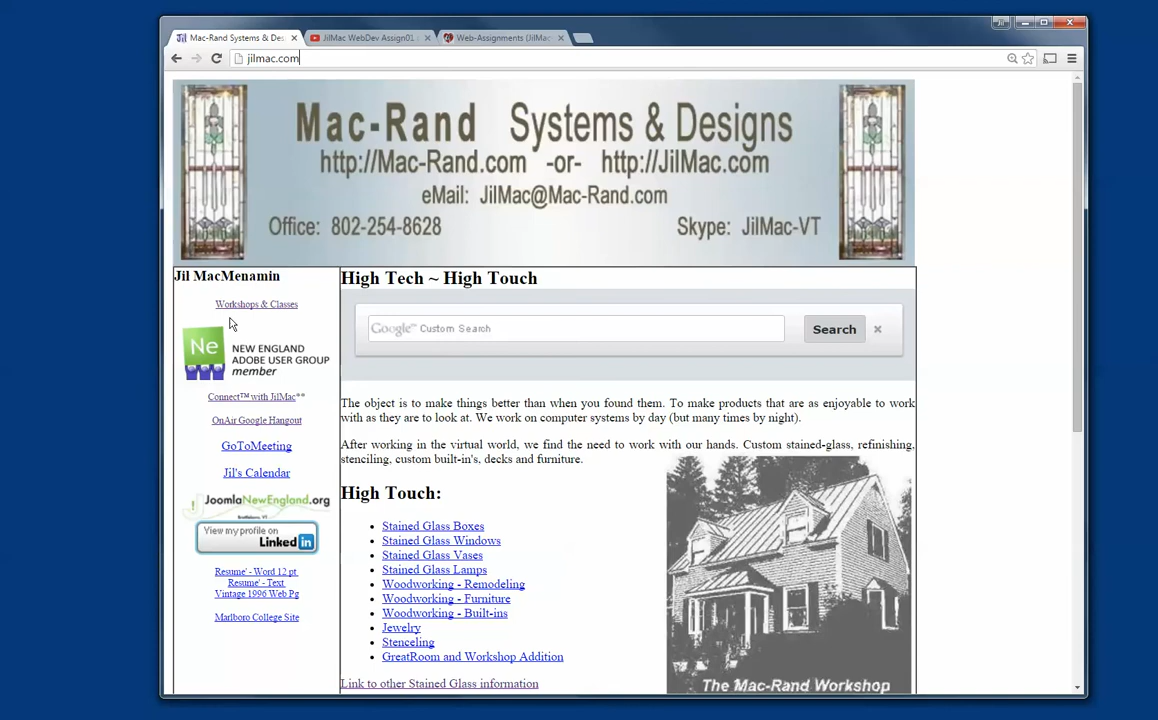 Jil
Mac-Rand Systems & Des
JilMac WebDev Assign01
Web-Assignments (JilMac
jilmac.com
Mac-Rand Systems & Designs
http://Mac-Rand.com -or- http://JilMac.com
eMail: JilMac@Mac-Rand.com
Office: 802-254-8628 Skype: JilMac-VT
Jil MacMenamin
Workshops & Classes
Ne
NEW ENGLAND
ADOBE USER GROUP
member
Connect™ with JilMac**
OnAir Google Hangout
GoToMeeting
Jil's Calendar
JoomlaNewEngland.org
View my profile on
Linked in
Resume' - Word 12 pt
Resume' - Text
Vintage 1996 Web Pg
Marlboro College Site
High Tech ~ High Touch
Google™ Custom Search
Search
The object is to make things better than when you found them. To make products that are as enjoyable to work
with as they are to look at. We work on computer systems by day (but many times by night).
After working in the virtual world, we find the need to work with our hands. Custom stained-glass, refinishing,
stenciling, custom built-in's, decks and furniture.
High Touch:
Stained Glass Boxes
Stained Glass Windows
Stained Glass Vases
Stained Glass Lamps
Woodworking - Remodeling
Woodworking - Furniture
Woodworking - Built-ins
Jewelry
Stenceling
GreatRoom and Workshop Addition
Link to other Stained Glass information
The Mac-Rand Workshop